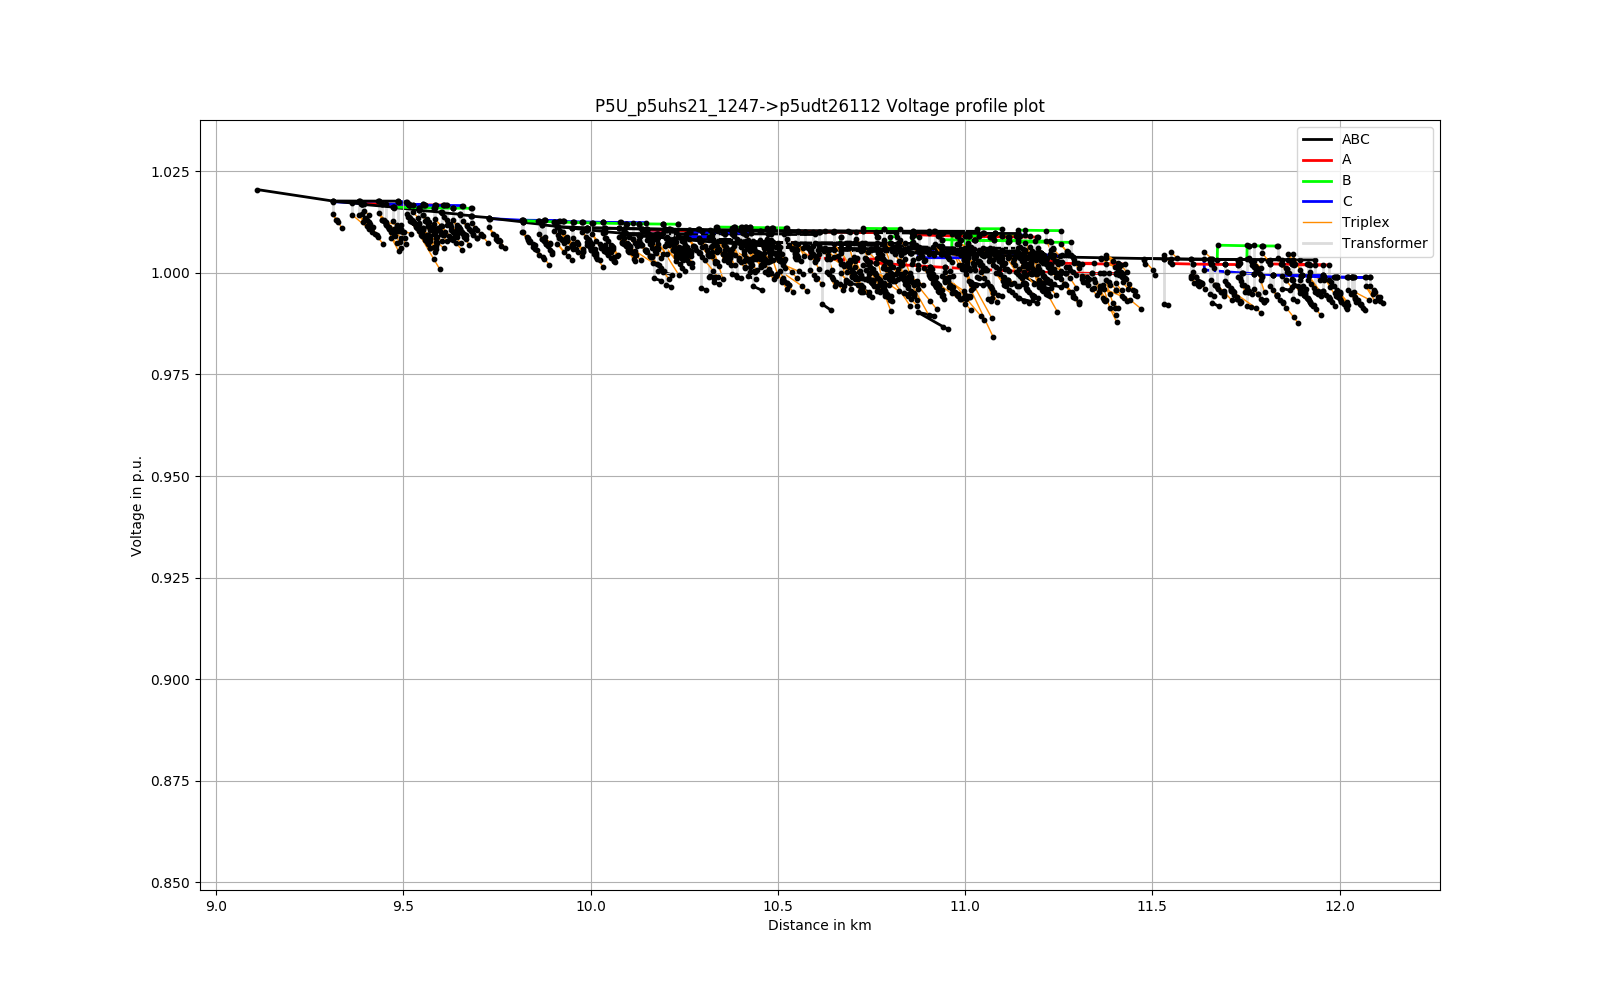 P5U_p5uhs21_1247->p5udt26112 Voltage profile plot
ABC
A
B
C
Triplex
Transformer
1.025
1.000
0.975
0.950
0.925
0.900
0.875
0.850
Voltage in p.u.
9.0 9.5 10.0 10.5 11.0 11.5 12.0
Distance in km